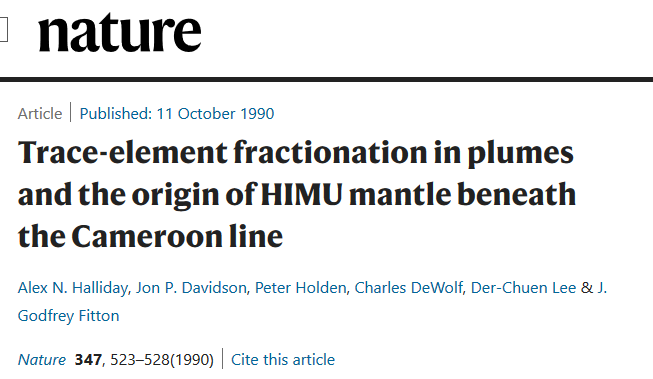 nature
Article | Published: 11 October 1990
Trace-element fractionation in plumes
and the origin of HIMU mantle beneath
the Cameroon line
Alex N. Halliday, Jon P. Davidson, Peter Holden, Charles DeWolf, Der-Chuen Lee & J.
Godfrey Fitton
Nature 347, 523–528(1990) | Cite this article